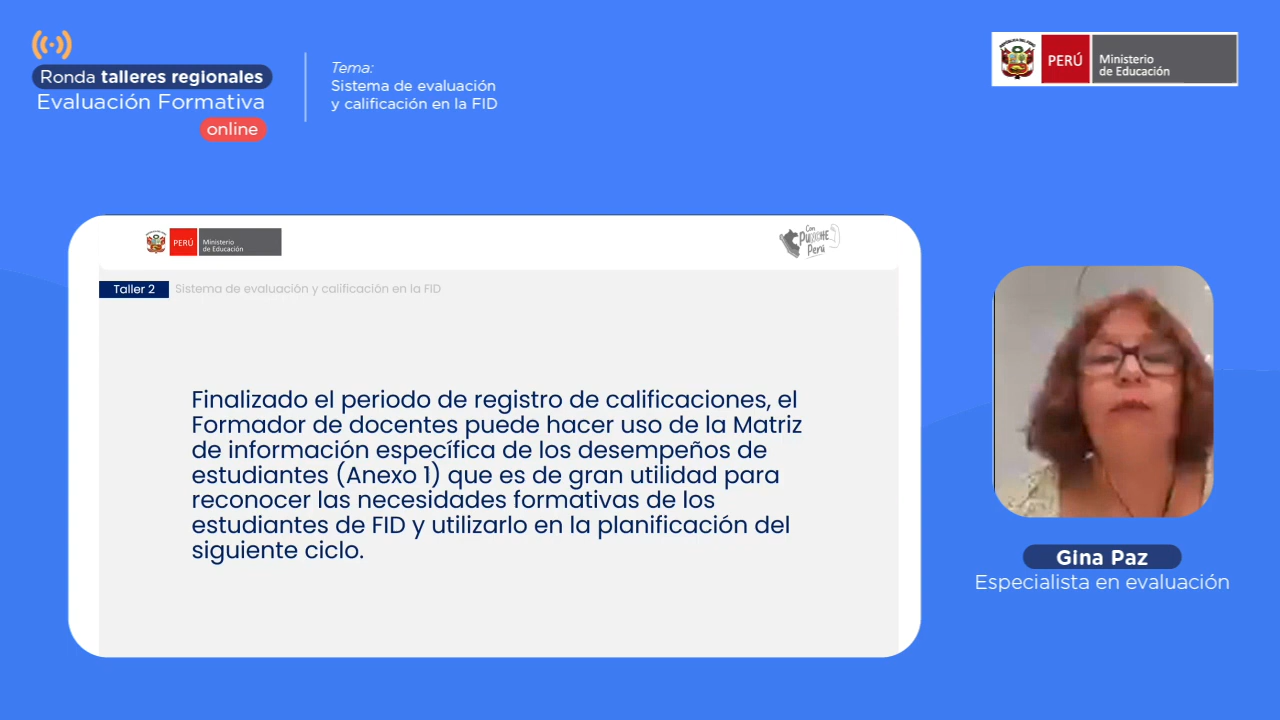 Ronda talleres regionales
Evaluación Formativa
online
Tema:
Sistema de evaluación
y calificación en la FID
PERÚ
Ministerio
de Educación
PERÚ
Ministerio
de Educación
Con
Perú
Taller 2
Sistema de evaluación y calificación en la FID
Finalizado el periodo de registro de calificaciones, el
Formador de docentes puede hacer uso de la Matriz
de información específica de los desempeños de
estudiantes (Anexo 1) que es de gran utilidad para
reconocer las necesidades formativas de los
estudiantes de FID y utilizarlo en la planificación del
siguiente ciclo.
Gina Paz
Especialista en evaluación